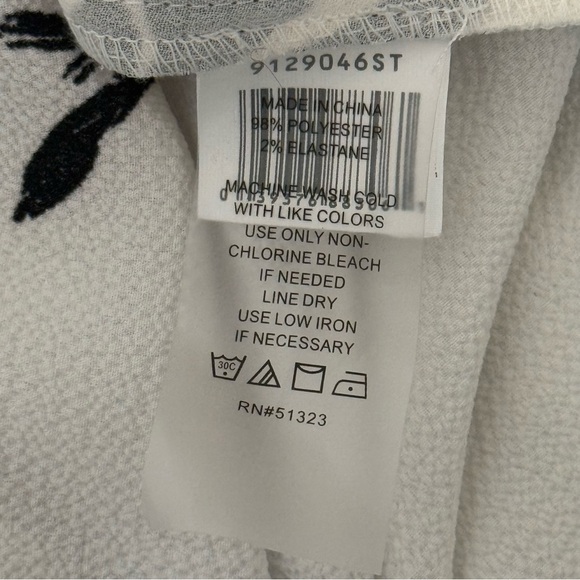 9129046ST
MADE IN CHINA
98% POLYESTER
2% ELASTANE
MACHINE WASH COLD
WITH LIKE COLORS
USE ONLY NON-
CHLORINE BLEACH
IF NEEDED
LINE DRY
USE LOW IRON
IF NECESSARY
30C
RN#51323